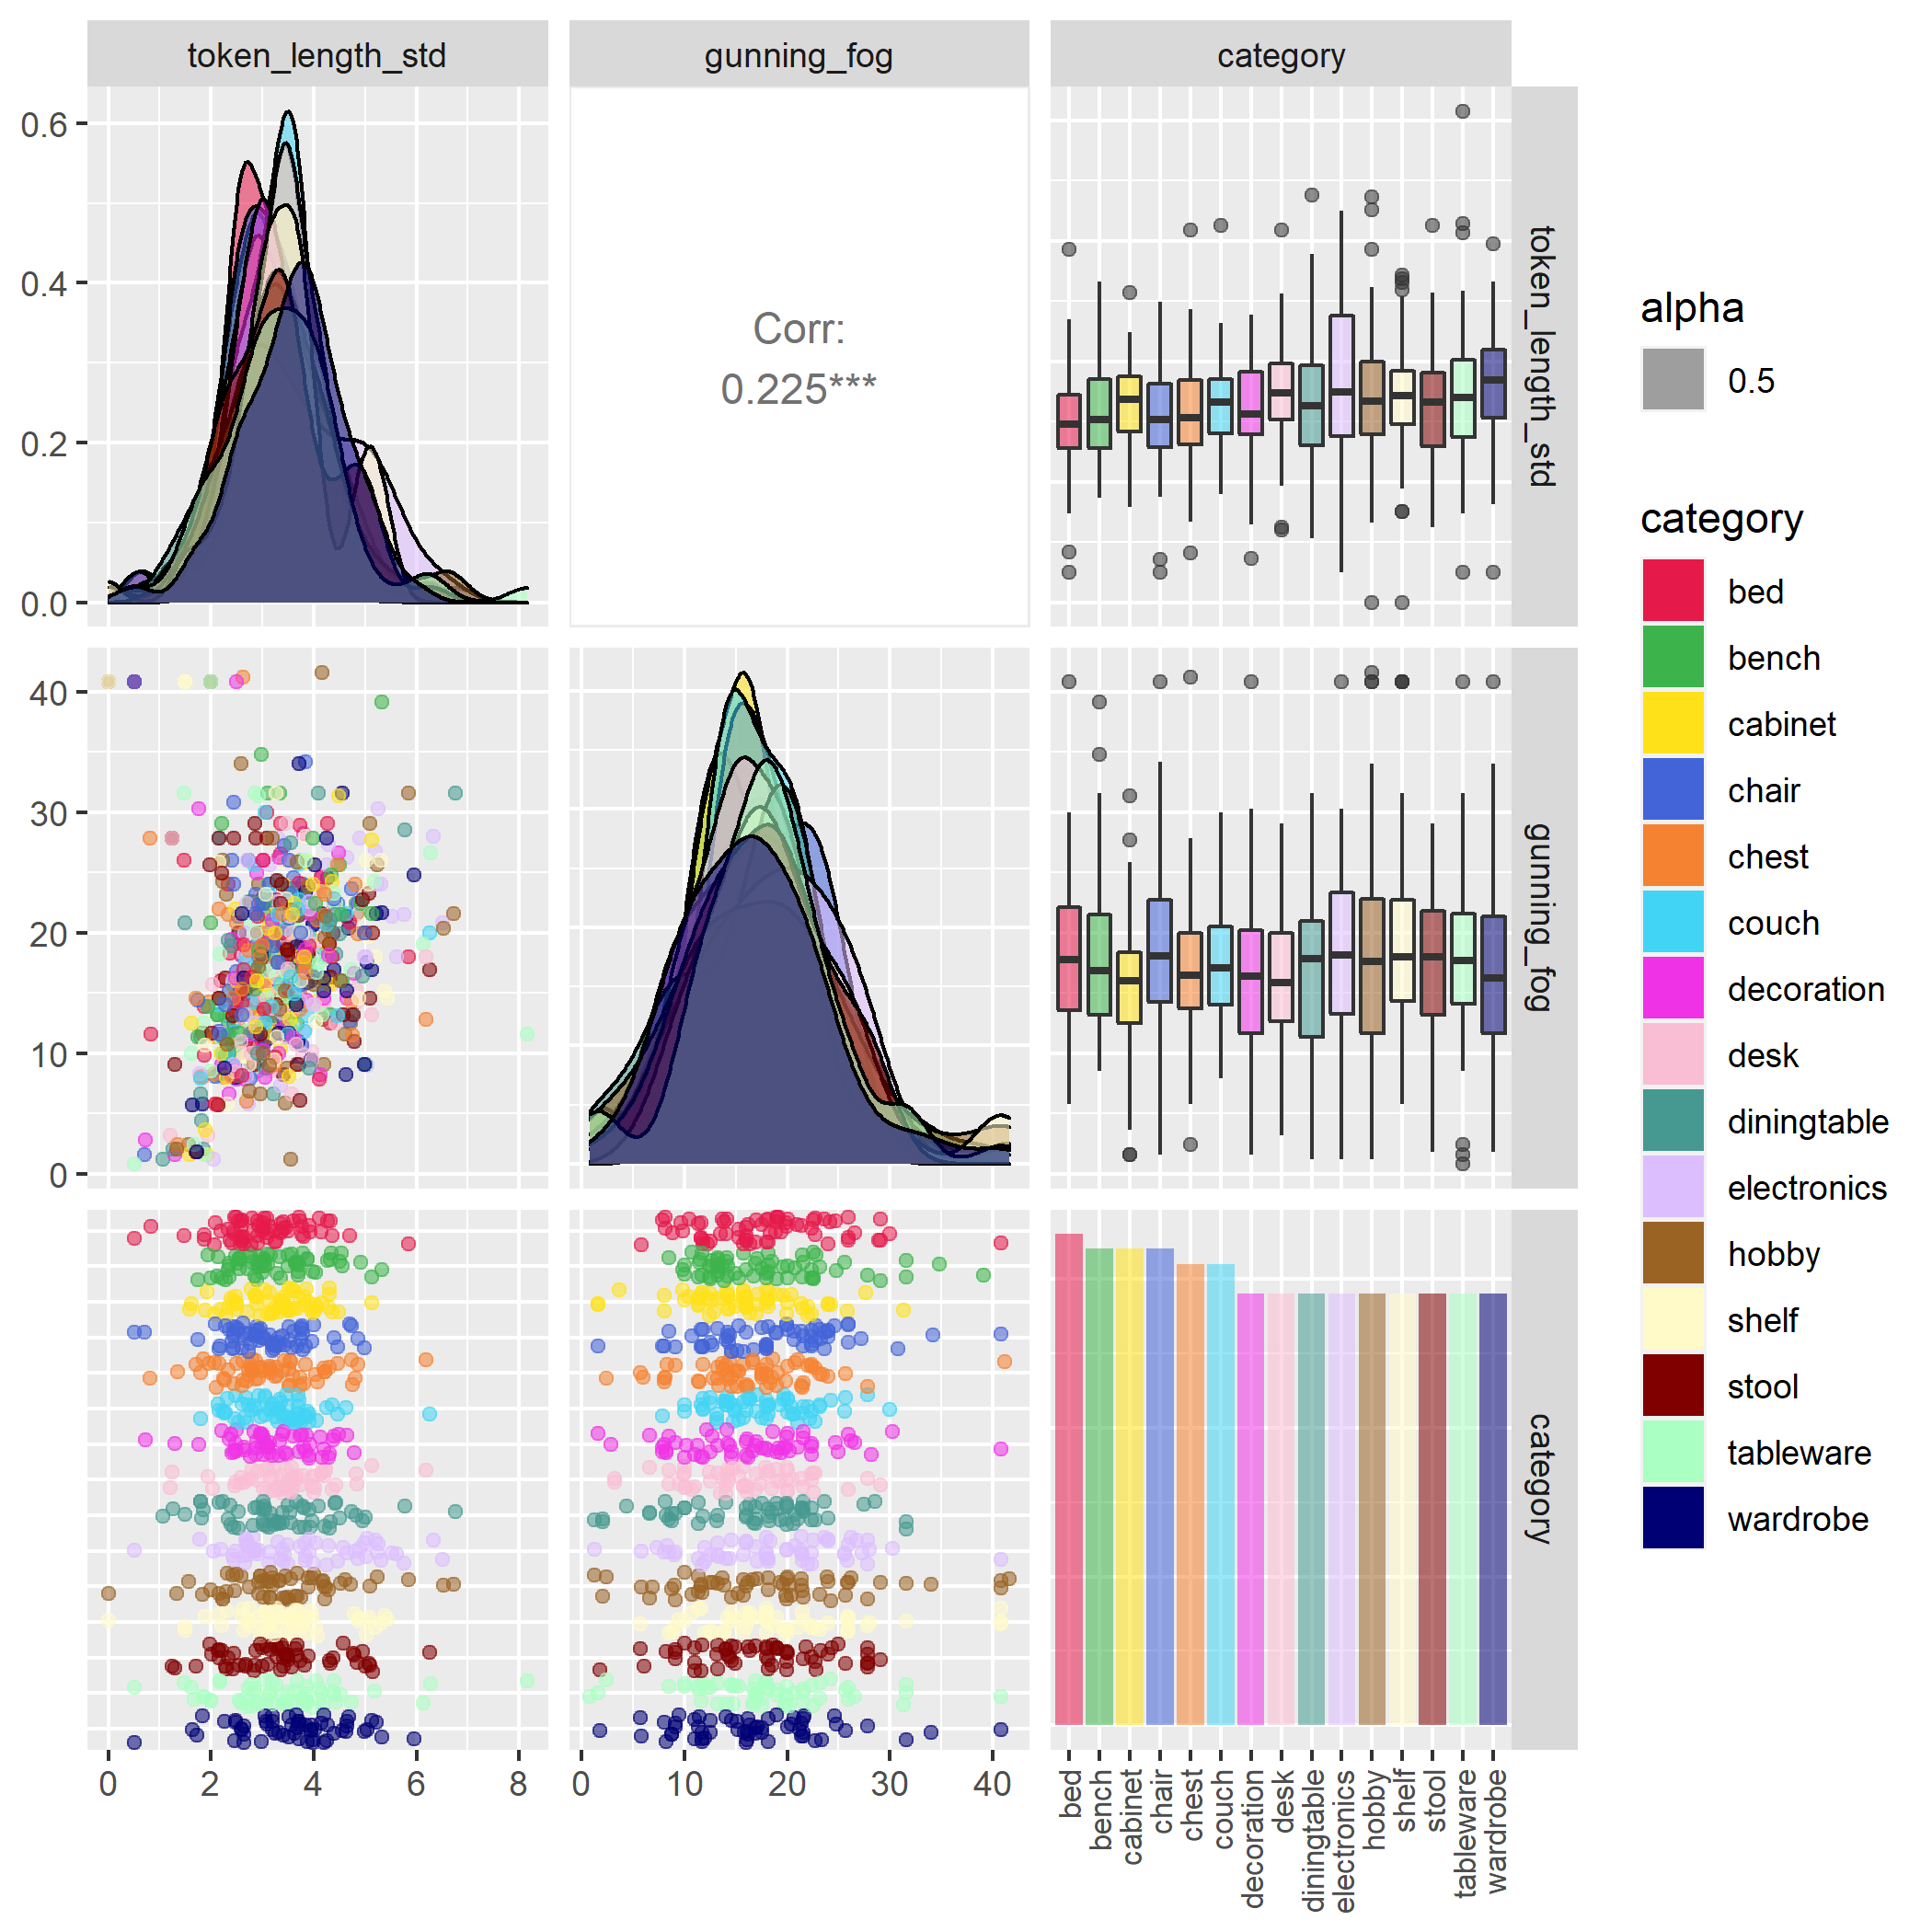 token_length_std
gunning_fog
category
0.6
0.4
0.2
0.0
Corr:
0.225***
token_length_std
40
30
20
10
0
gunning_fog
category
0
2
4
6
8
0
10
20
30
40
bed
bench
cabinet
chair
chest
couch
decoration
desk
diningtable
electronics
hobby
shelf
stool
tableware
wardrobe
alpha
0.5
category
bed
bench
cabinet
chair
chest
couch
decoration
desk
diningtable
electronics
hobby
shelf
stool
tableware
wardrobe